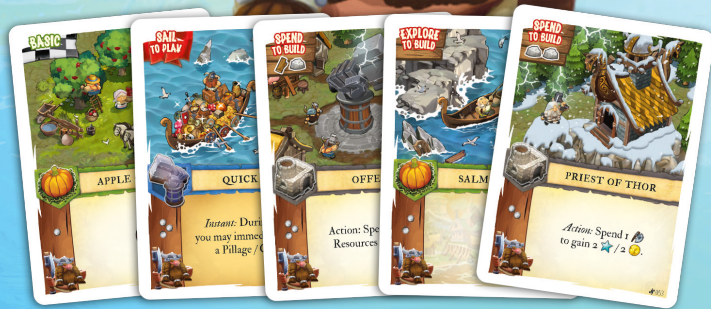 BASIC
APPLE
SAIL
TO PLAY
QUICK
Instant: Duri
you may immed
a Pillage / C
SPEND
TO BUILD
OFFE
Action: Spe
Resources
EXPLORE
TO BUILD
SALM
SPEND
TO BUILD
PRIEST OF THOR
Action: Spend 1
to gain 2 / 2 .